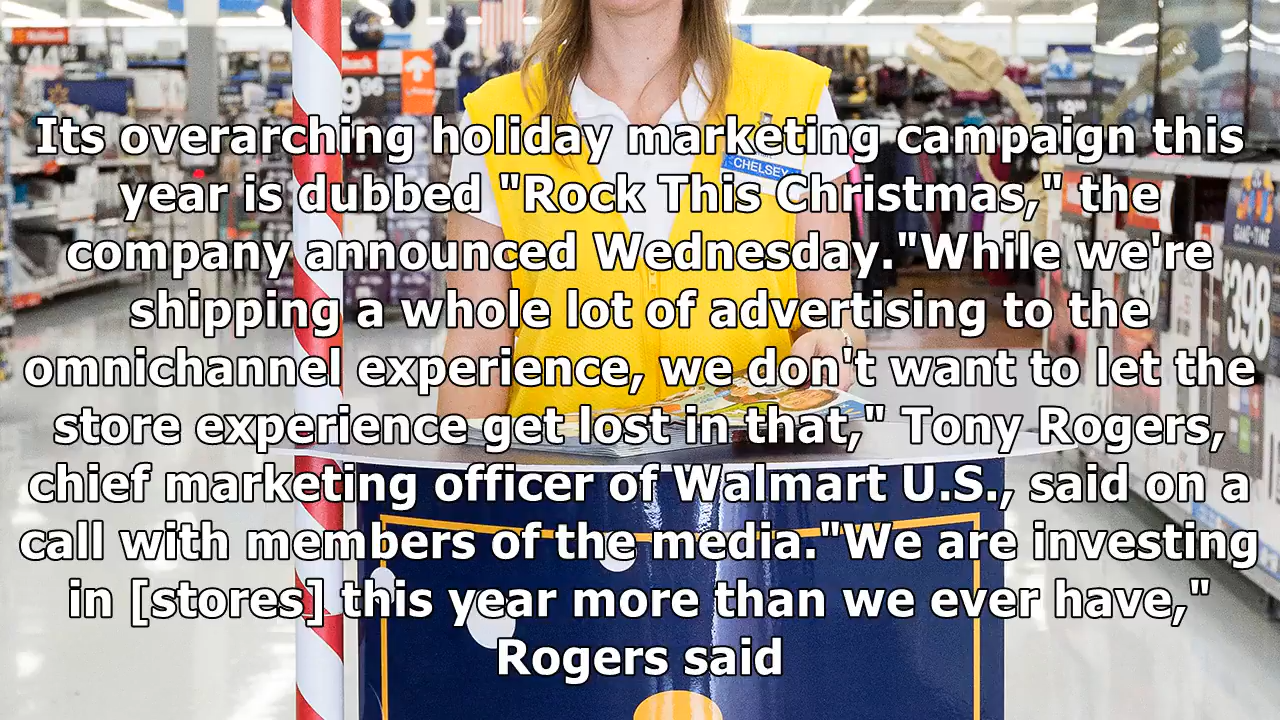 Its overarching holiday marketing campaign this
year is dubbed "Rock This Christmas," the
company announced Wednesday."While we're
shipping a whole lot of advertising to the
omnichannel experience, we don't want to let the
store experience get lost in that," Tony Rogers,
chief marketing officer of Walmart U.S., said on a
call with members of the media."We are investing
in [stores] this year more than we ever have,"
Rogers said
CHELSEY
$398